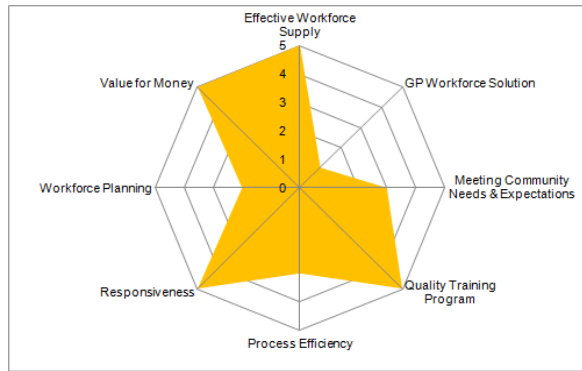 Effective Workforce
Supply
5
Value for Money
GP Workforce Solution
4
3
2
1
Workforce Planning
0
Meeting Community
Needs & Expectations
Responsiveness
Quality Training
Program
Process Efficiency